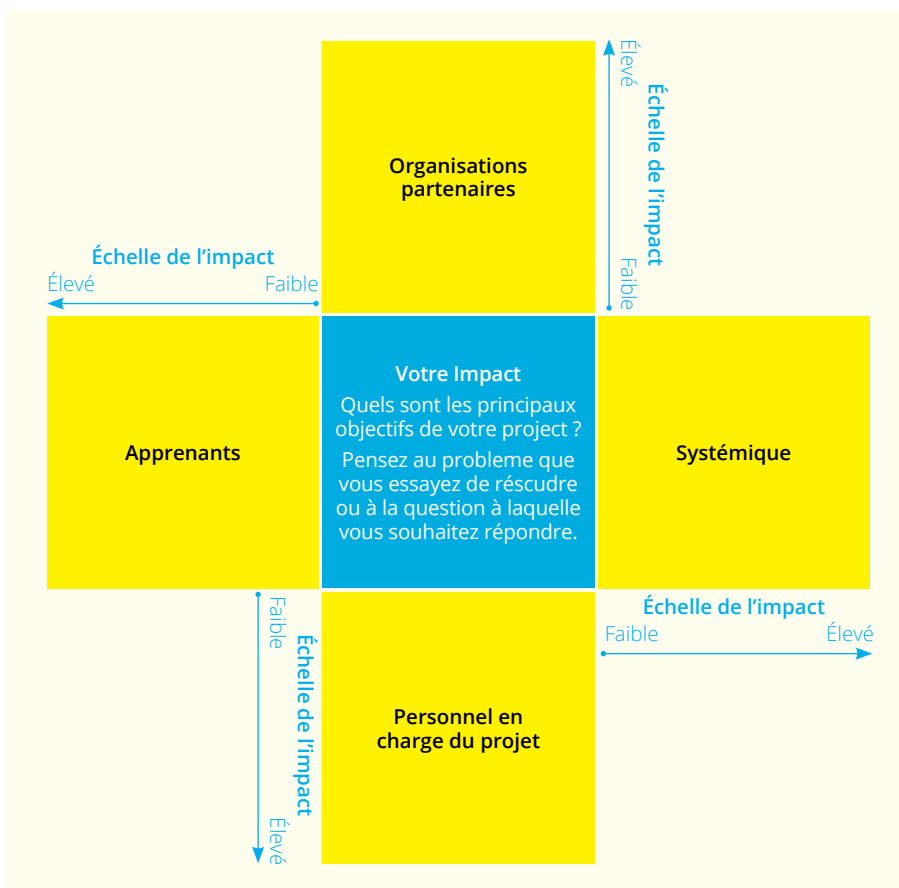 Élevé
Échelle de l'impact
Faible
Organisations
partenaires
Échelle de l'impact
Élevé
Faible
Apprenants
Votre Impact
Quels sont les principaux
objectifs de votre project ?
Pensez au probleme que
vous essayez de réscudre
ou à la question à laquelle
vous souhaitez répondre.
Systémique
Faible
Échelle de l'impact
Élevé
Échelle de l'impact
Faible
Élevé
Personnel en
charge du projet